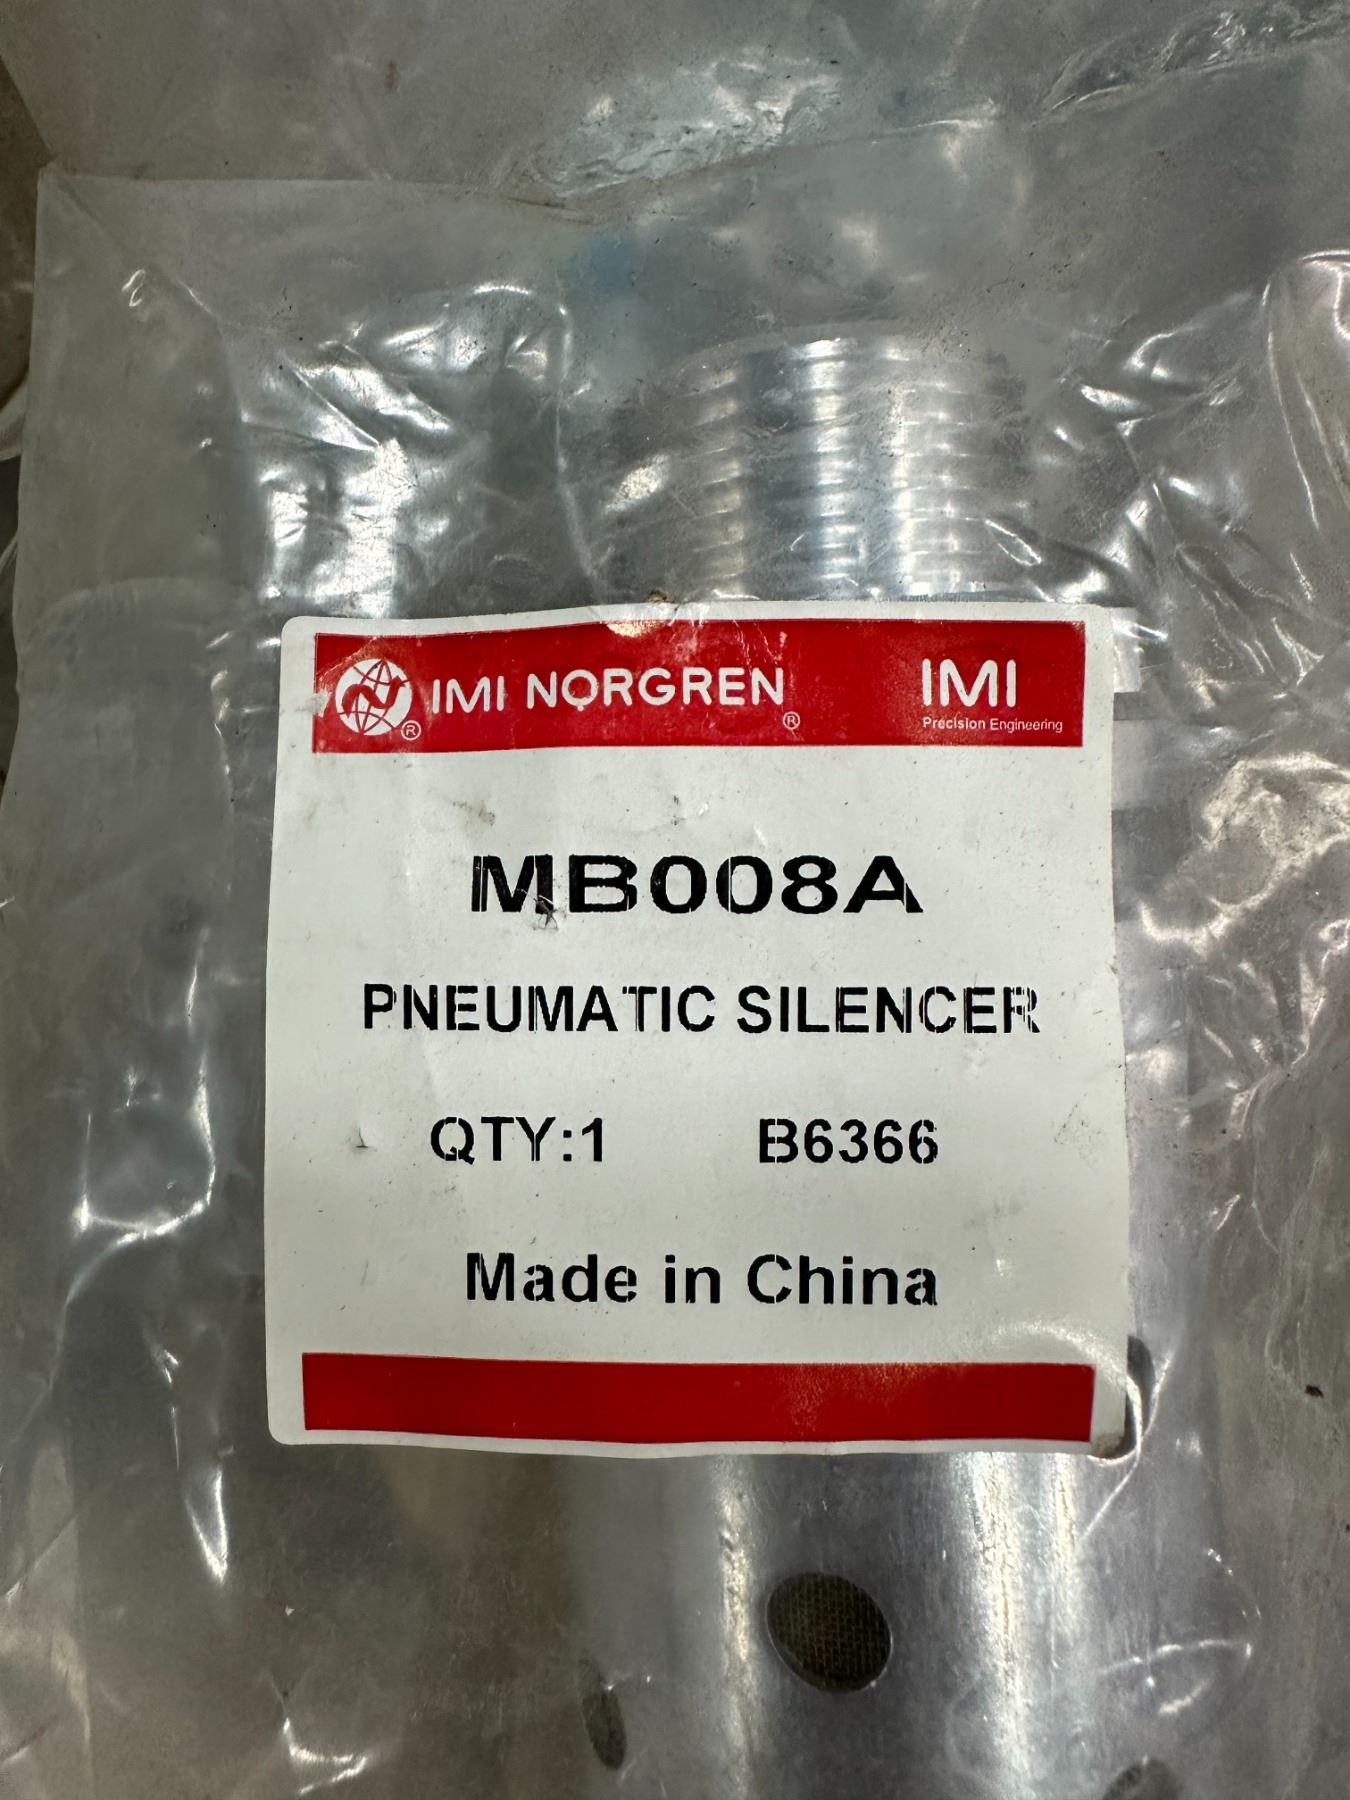 IMI NORGREN ® ® IMI
Precision Engineering
MB008A
PNEUMATIC SILENCER
QTY:1 B6366
Made in China